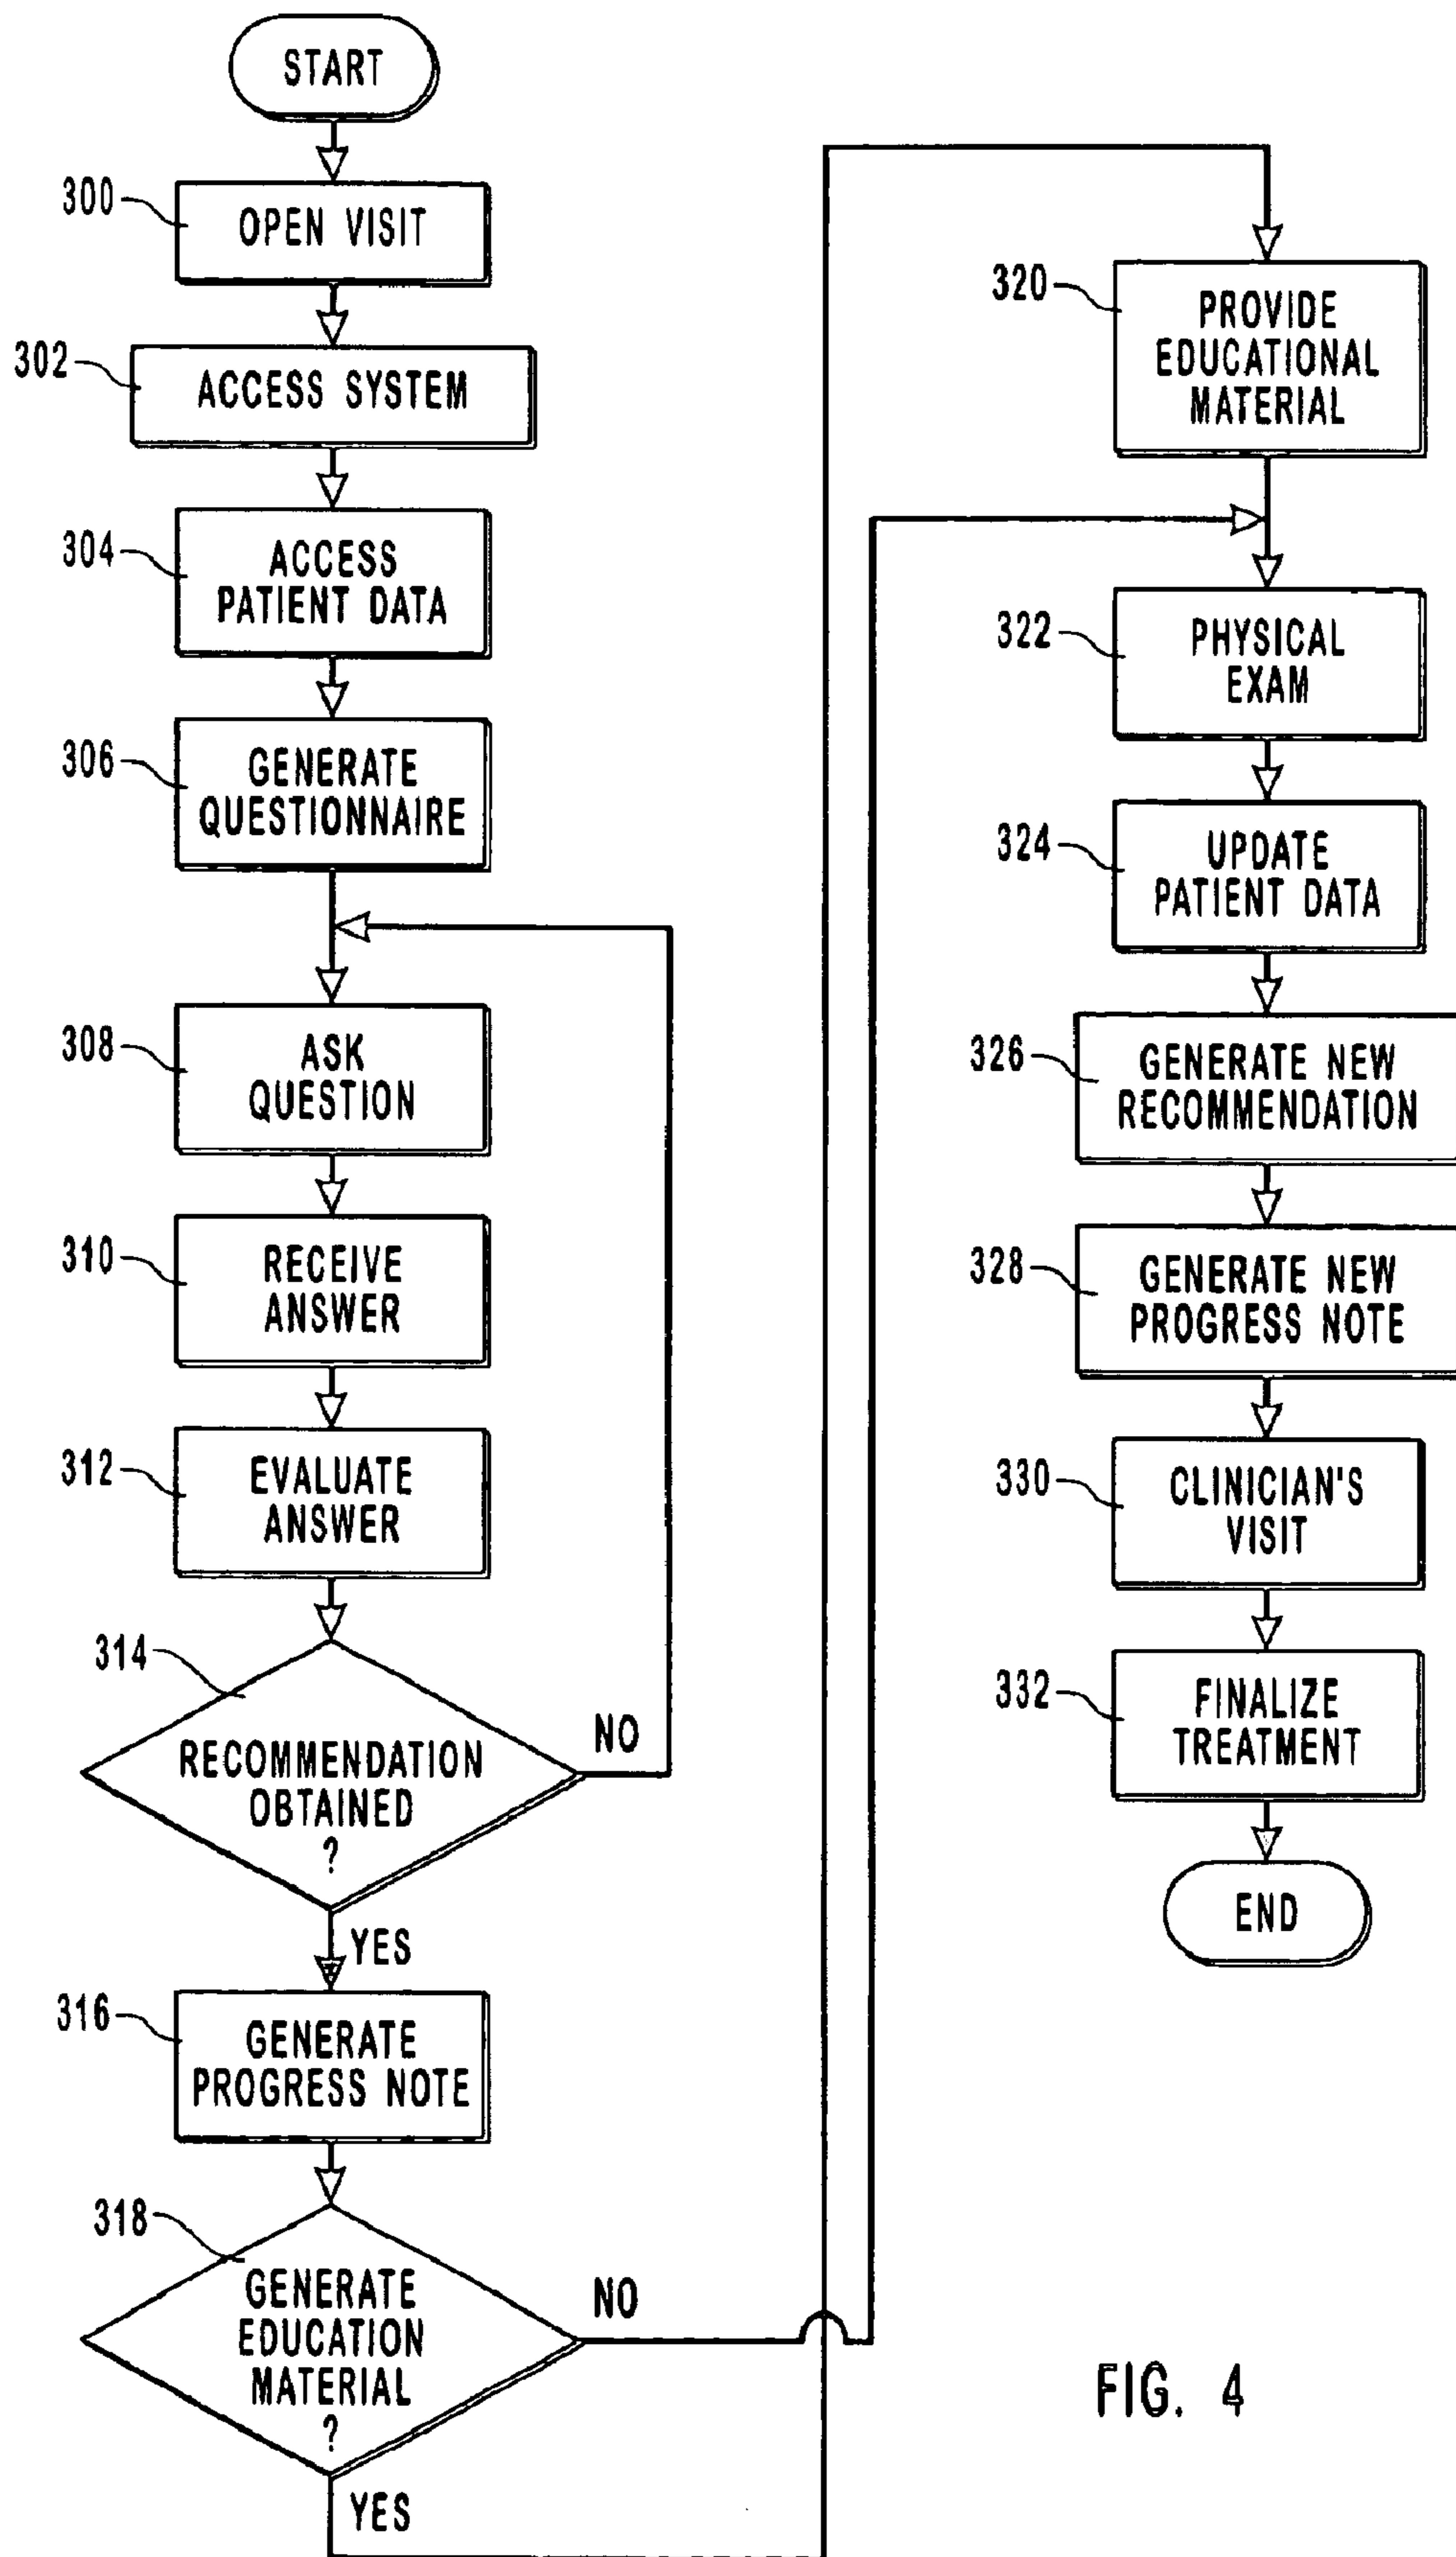 START
300
OPEN VISIT
302
ACCESS SYSTEM
304
ACCESS
PATIENT DATA
306
GENERATE
QUESTIONNAIRE
308
ASK
QUESTION
310
RECEIVE
ANSWER
312
EVALUATE
ANSWER
314
RECOMMENDATION
OBTAINED
?
NO
YES
316
GENERATE
PROGRESS NOTE
318
GENERATE
EDUCATION
MATERIAL
?
NO
YES
320
PROVIDE
EDUCATIONAL
MATERIAL
322
PHYSICAL
EXAM
324
UPDATE
PATIENT DATA
326
GENERATE NEW
RECOMMENDATION
328
GENERATE NEW
PROGRESS NOTE
330
CLINICIAN'S
VISIT
332
FINALIZE
TREATMENT
END
FIG. 4